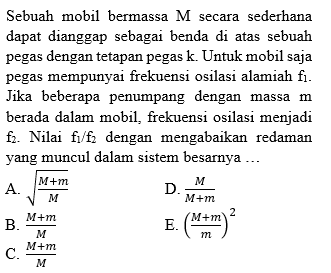 Sebuah mobil bermassa M secara sederhana
dapat dianggap sebagai benda di atas sebuah
pegas dengan tetapan pegas k. Untuk mobil saja
pegas mempunyai frekuensi osilasi alamiah f₁.
Jika beberapa penumpang dengan massa m
berada dalam mobil, frekuensi osilasi menjadi
f₂. Nilai f₁/f₂ dengan mengabaikan redaman
yang muncul dalam sistem besarnya …
A. √((M+m)/M) D. M/(M+m)
B. (M+m)/M E. ((M+m)/m)²
C. (M+m)/M